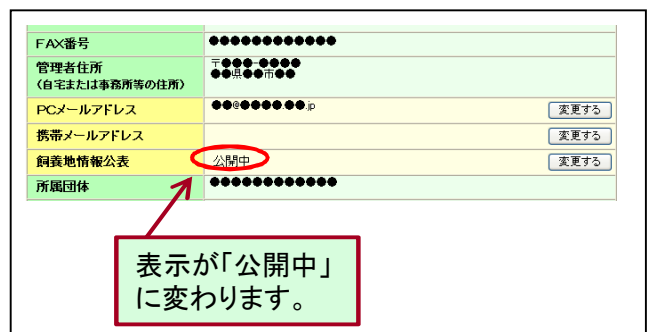 FAX番号 ●●●●●●●●●●●●
管理者住所 〒●●●-●●●●
（自宅または事務所等の住所） ●●県●●市●●
PCメールアドレス ●●@●●●●.●●.jp 変更する
携帯メールアドレス 変更する
飼養地情報公表 公開中 変更する
所属団体 ●●●●●●●●●●●●
表示が「公開中」
に変わります。